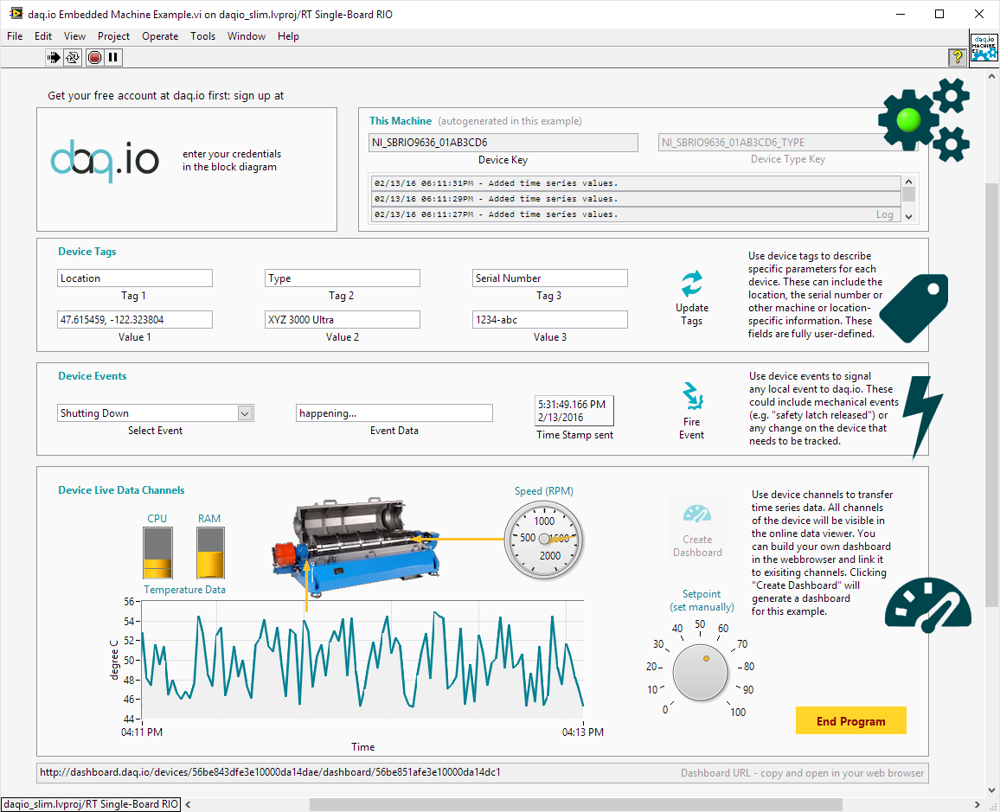 daq.io Embedded Machine Example.vi on daqio_slim.lvproj/RT Single-Board RIO
File Edit View Project Operate Tools Window Help
?
daq.io
MACHINE
EX
Get your free account at daq.io first: sign up at
daq.io
enter your credentials
in the block diagram
This Machine (autogenerated in this example)
NI_SBRIO9636_01AB3CD6
Device Key
NI_SBRIO9636_01AB3CD6_TYPE
Device Type Key
02/13/16 06:11:31PM - Added time series values.
02/13/16 06:11:29PM - Added time series values.
02/13/16 06:11:27PM - Added time series values.
Log
Device Tags
Location
Tag 1
Type
Tag 2
Serial Number
Tag 3
47.615459, -122.323804
Value 1
XYZ 3000 Ultra
Value 2
1234-abc
Value 3
Update
Tags
Use device tags to describe
specific parameters for each
device. These can include the
location, the serial number or
other machine or location-
specific information. These
fields are fully user-defined.
Device Events
Shutting Down
Select Event
happening...
Event Data
5:31:49.166 PM
2/13/2016
Time Stamp sent
Fire
Event
Use device events to signal
any local event to daq.io. These
could include mechanical events
(e.g. "safety latch released") or
any change on the device that
needs to be tracked.
Device Live Data Channels
CPU
RAM
Temperature Data
Speed (RPM)
500
1000
1500
2000
Create
Dashboard
Use device channels to transfer
time series data. All channels
of the device will be visible in
the online data viewer. You
can build your own dashboard
in the webrowser and link it
to exisiting channels. Clicking
"Create Dashboard" will
generate a dashboard
for this example.
56
54
52
50
48
46
44
degree C
04:11 PM
04:13 PM
Time
Setpoint
(set manually)
0
10
20
30
40
50
60
70
80
90
100
End Program
http://dashboard.daq.io/devices/56be843dfe3e10000da14dae/dashboard/56be851afe3e10000da14dc1
Dashboard URL - copy and open in your web browser
daqio_slim.lvproj/RT Single-Board RIO